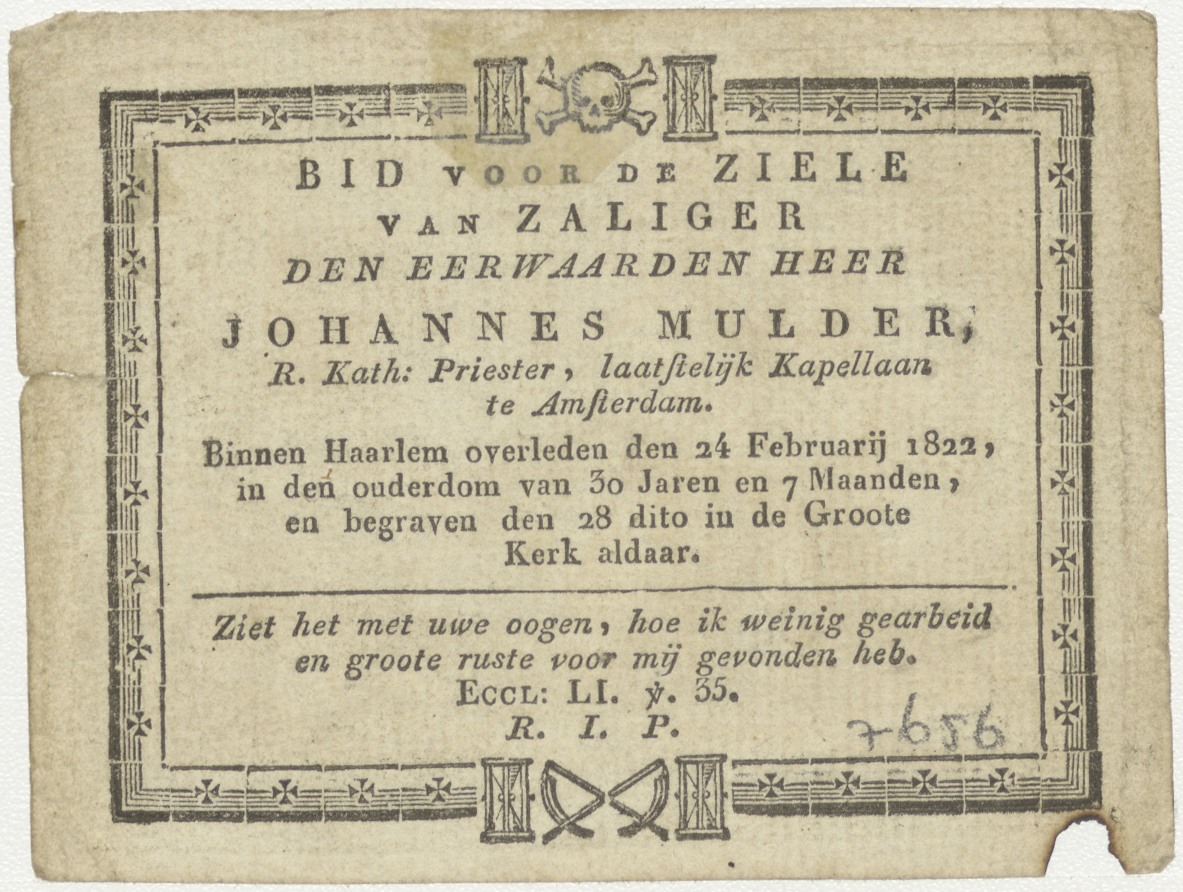 BID VOOR DE ZIELE
VAN ZALIGER
DEN EERWAARDEN HEER
JOHANNES MULDER,
R. Kath: Priester, laatſtelijk Kapellaan
te Amſterdam.
Binnen Haarlem overleden den 24 Februarij 1822,
in den ouderdom van 30 Jaren en 7 Maanden,
en begraven den 28 dito in de Groote
Kerk aldaar.
Ziet het met uwe oogen, hoe ik weinig gearbeid
en groote ruste voor mij gevonden heb.
ECCL: LI. ℣. 35.
R. I. P.
7656